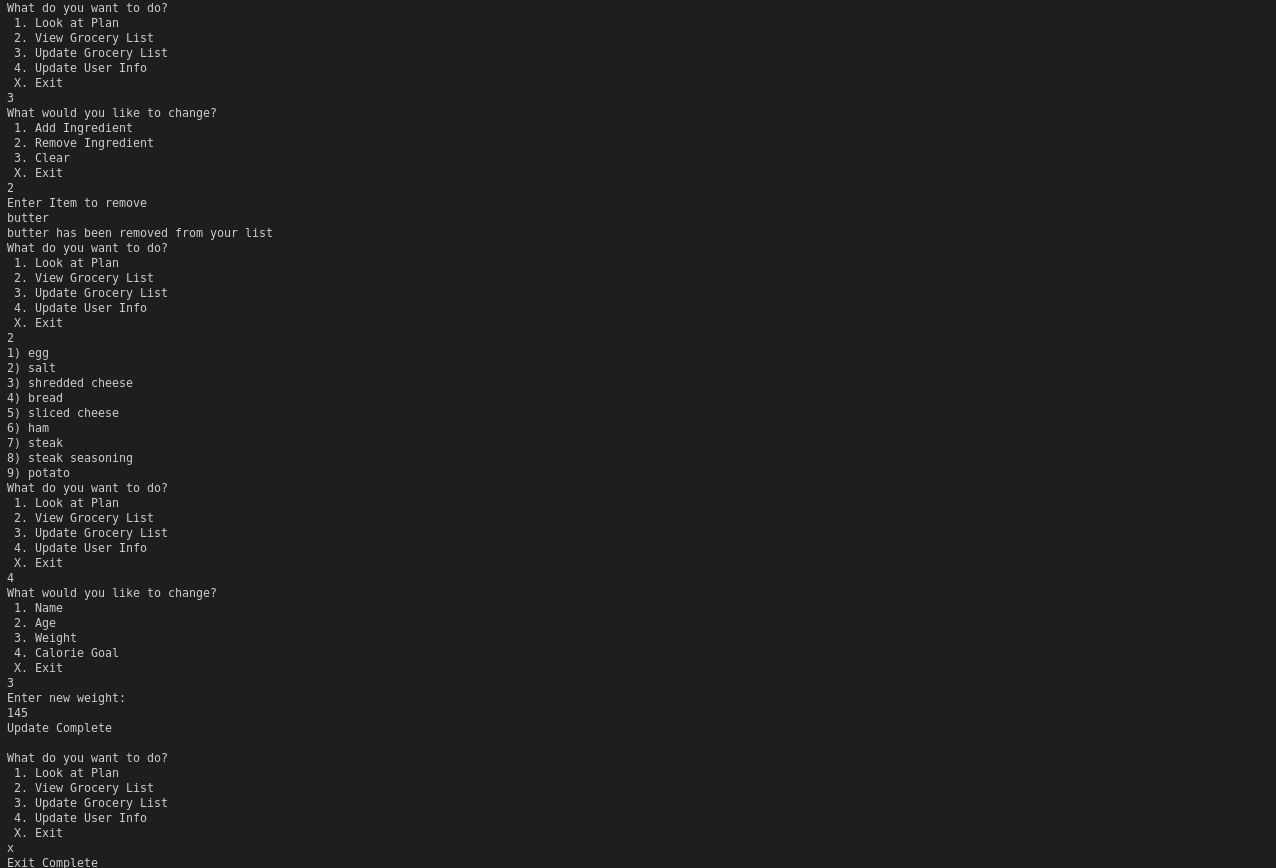 What do you want to do?
1. Look at Plan
2. View Grocery List
3. Update Grocery List
4. Update User Info
X. Exit
3
What would you like to change?
1. Add Ingredient
2. Remove Ingredient
3. Clear
X. Exit
2
Enter Item to remove
butter
butter has been removed from your list
What do you want to do?
1. Look at Plan
2. View Grocery List
3. Update Grocery List
4. Update User Info
X. Exit
2
1) egg
2) salt
3) shredded cheese
4) bread
5) sliced cheese
6) ham
7) steak
8) steak seasoning
9) potato
What do you want to do?
1. Look at Plan
2. View Grocery List
3. Update Grocery List
4. Update User Info
X. Exit
4
What would you like to change?
1. Name
2. Age
3. Weight
4. Calorie Goal
X. Exit
3
Enter new weight:
145
Update Complete
What do you want to do?
1. Look at Plan
2. View Grocery List
3. Update Grocery List
4. Update User Info
X. Exit
x
Exit Complete